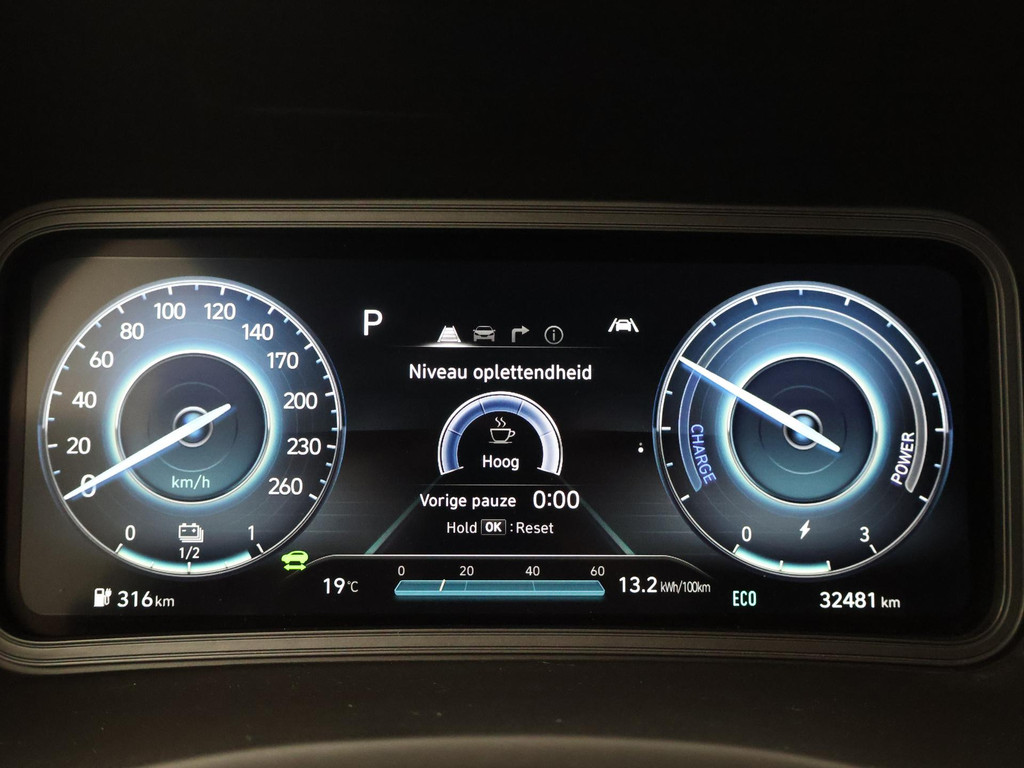 100 120
80 140
60 170
40 200
20 230
0 260
km/h
0 1
1/2
316 km
P
Niveau oplettendheid
Hoog
Vorige pauze 0:00
Hold OK : Reset
19°C
0 20 40 60
13.2 kWh/100km
CHARGE
POWER
0 3
ECO
32481 km